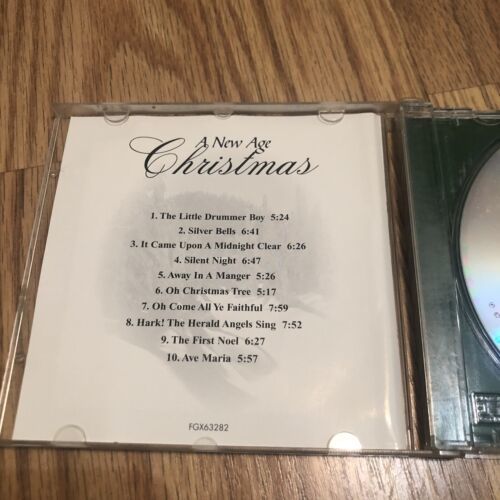 A New Age
Christmas
1. The Little Drummer Boy 5:24
2. Silver Bells 6:41
3. It Came Upon A Midnight Clear 6:26
4. Silent Night 6:47
5. Away In A Manger 5:26
6. Oh Christmas Tree 5:17
7. Oh Come All Ye Faithful 7:59
8. Hark! The Herald Angels Sing 7:52
9. The First Noel 6:27
10. Ave Maria 5:57
FGX63282